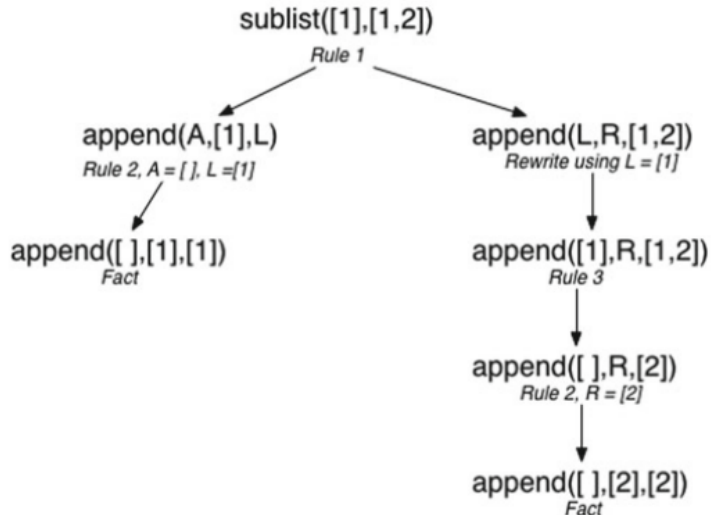 sublist([1],[1,2])
Rule 1
append(A,[1],L)
append(L,R,[1,2])
Rule 2, A = [ ], L =[1]
Rewrite using L = [1]
append([ ],[1],[1])
append([1],R,[1,2])
Fact
Rule 3
append([ ],R,[2])
Rule 2, R = [2]
append([ ],[2],[2])
Fact